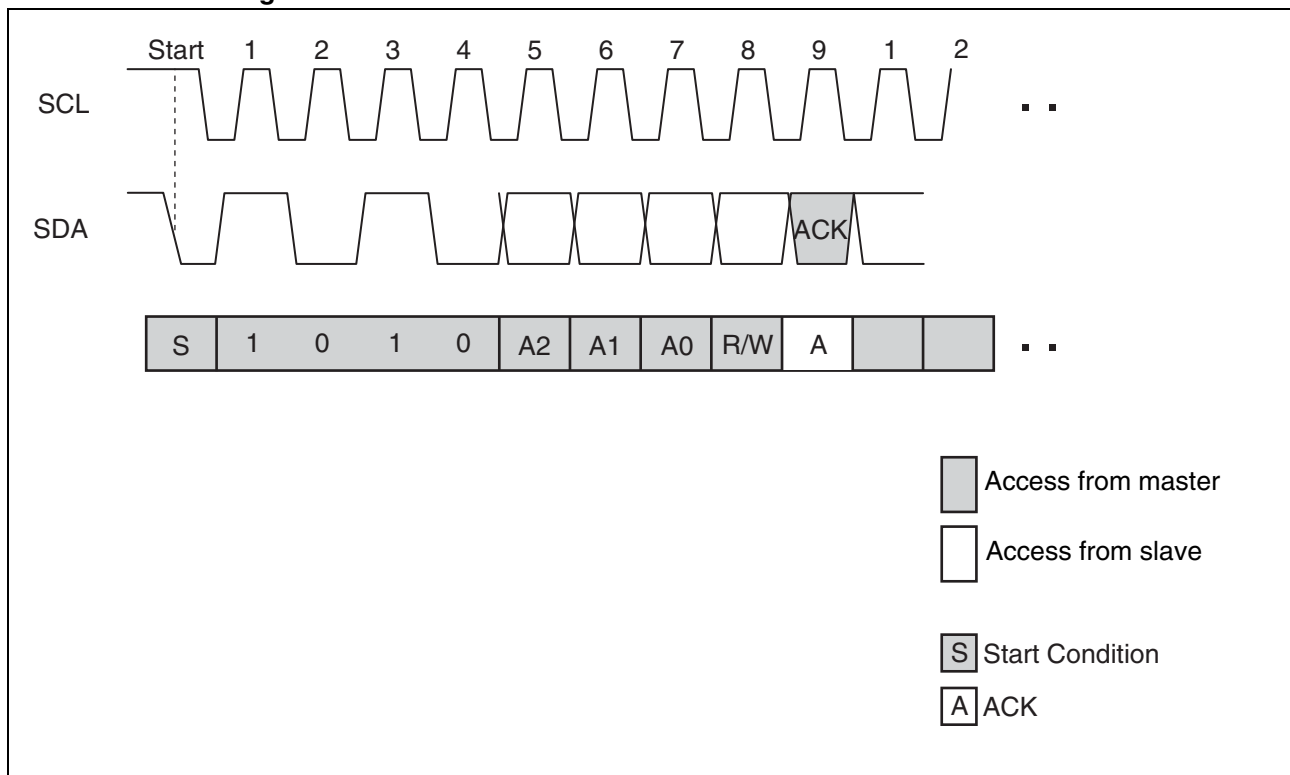 Start 1 2 3 4 5 6 7 8 9 1 2
SCL
. .
SDA
ACK
S 1 0 1 0 A2 A1 A0 R/W A
. .
Access from master
Access from slave
S Start Condition
A ACK